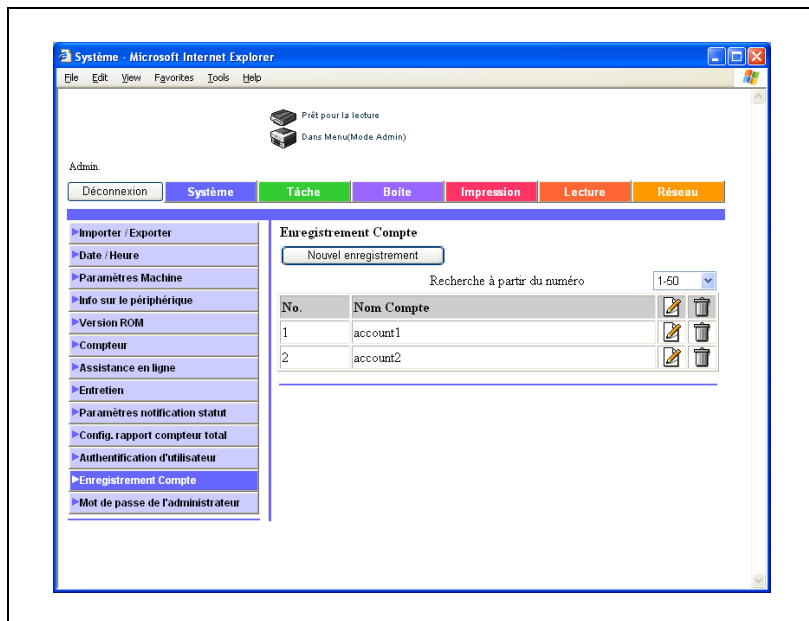 Système - Microsoft Internet Explorer
File Edit View Favorites Tools Help
Prêt pour la lecture
Dans Menu(Mode Admin)
Admin.
Déconnexion Système Tâche Boîte Impression Lecture Réseau
Importer / Exporter
Date / Heure
Paramètres Machine
Info sur le périphérique
Version ROM
Compteur
Assistance en ligne
Entretien
Paramètres notification statut
Config. rapport compteur total
Authentification d'utilisateur
Enregistrement Compte
Mot de passe de l'administrateur
Enregistrement Compte
Nouvel enregistrement
Recherche à partir du numéro 1-50
No. Nom Compte
1 account1
2 account2